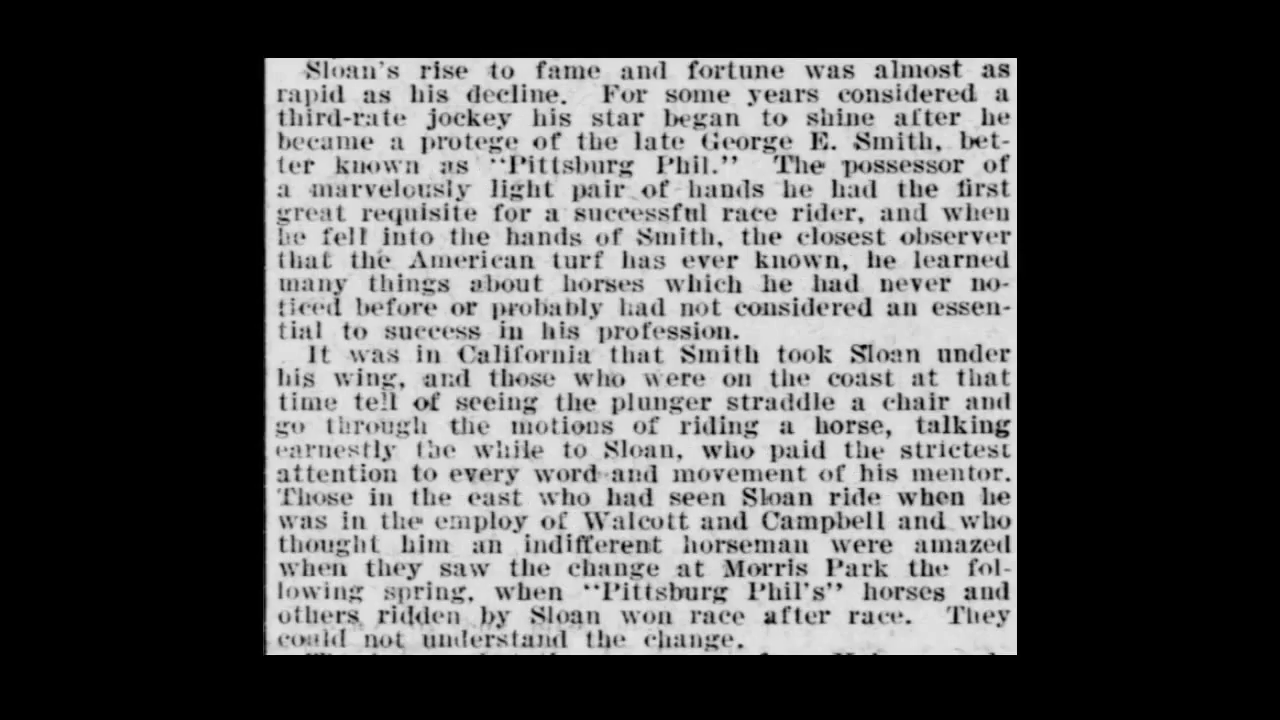 Sloan's rise to fame and fortune was almost as
rapid as his decline. For some years considered a
third-rate jockey his star began to shine after he
became a protege of the late George E. Smith, bet-
ter known as "Pittsburg Phil." The possessor of
a marvelously light pair of hands he had the first
great requisite for a successful race rider, and when
he fell into the hands of Smith, the closest observer
that the American turf has ever known, he learned
many things about horses which he had never no-
ticed before or probably had not considered an essen-
tial to success in his profession.
It was in California that Smith took Sloan under
his wing, and those who were on the coast at that
time tell of seeing the plunger straddle a chair and
go through the motions of riding a horse, talking
earnestly the while to Sloan, who paid the strictest
attention to every word and movement of his mentor.
Those in the east who had seen Sloan ride when he
was in the employ of Walcott and Campbell and who
thought him an indifferent horseman were amazed
when they saw the change at Morris Park the fol-
lowing spring, when "Pittsburg Phil's" horses and
others ridden by Sloan won race after race. They
could not understand the change.